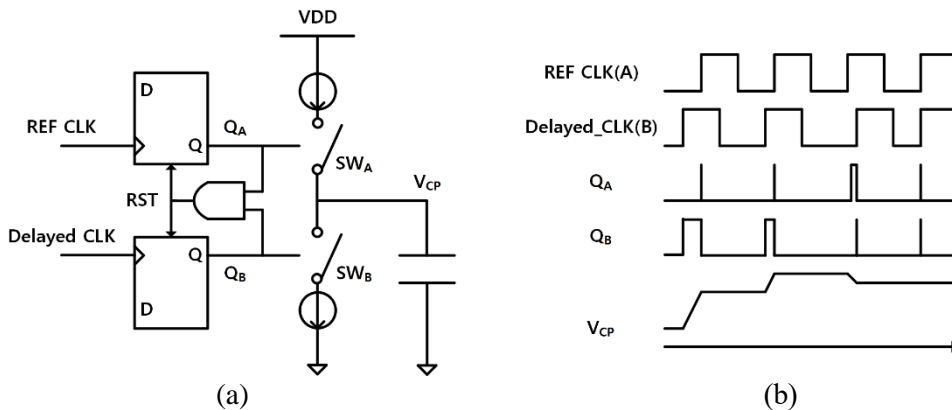 VDD
D
REF CLK
Q
QA
SWA
VCP
RST
Delayed CLK
Q
QB
SWB
D
(a)
REF CLK(A)
Delayed_CLK(B)
QA
QB
VCP
(b)